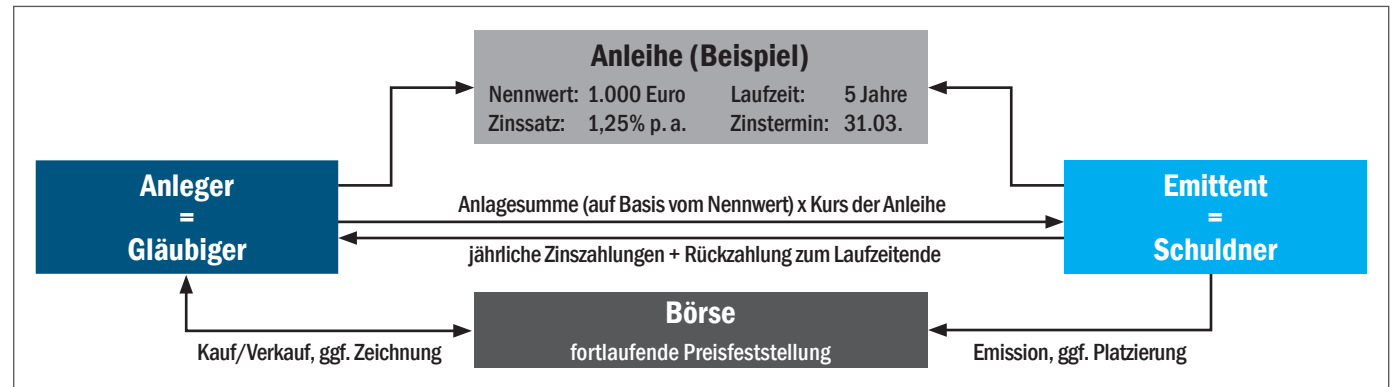 Anleihe (Beispiel)
Nennwert: 1.000 Euro Laufzeit: 5 Jahre
Zinssatz: 1,25% p. a. Zinstermin: 31.03.
Anleger
=
Gläubiger
Emittent
=
Schuldner
Anlagesumme (auf Basis vom Nennwert) x Kurs der Anleihe
jährliche Zinszahlungen + Rückzahlung zum Laufzeitende
Börse
fortlaufende Preisfeststellung
Kauf/Verkauf, ggf. Zeichnung
Emission, ggf. Platzierung